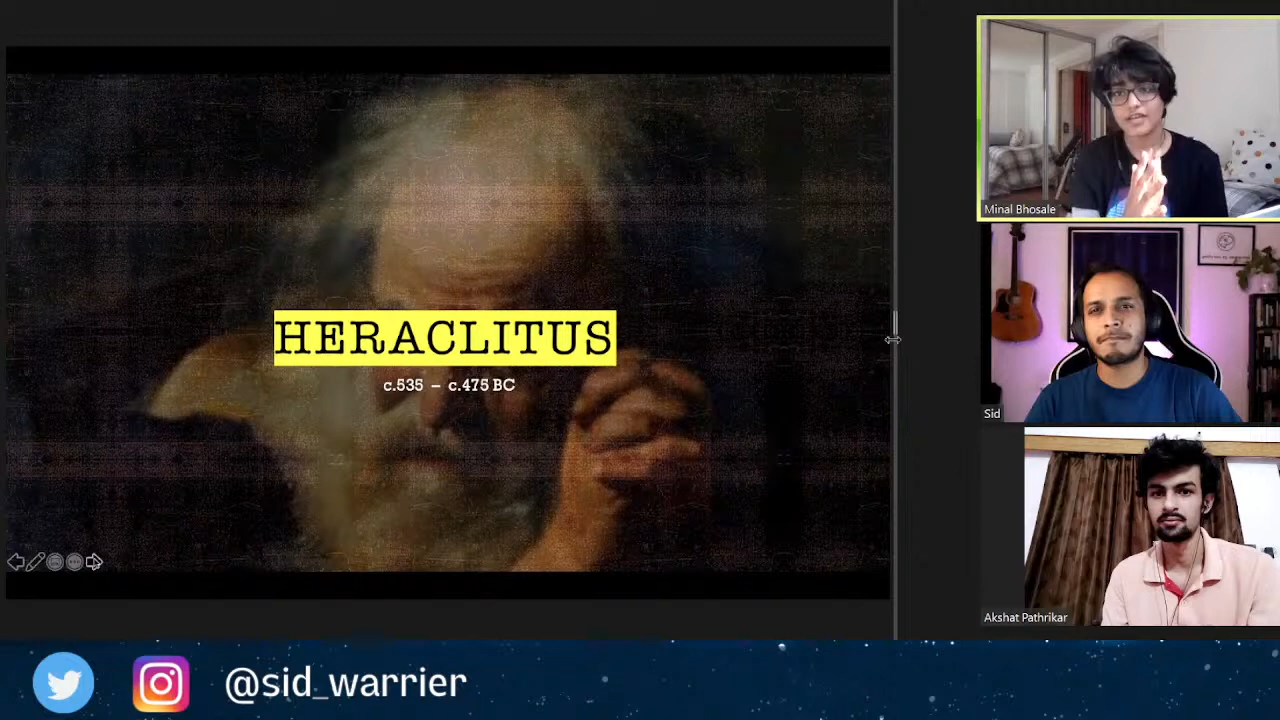 HERACLITUS
c.535 – c.475 BC
Minal Bhosale
Sid
Akshat Pathrikar
@sid_warrier